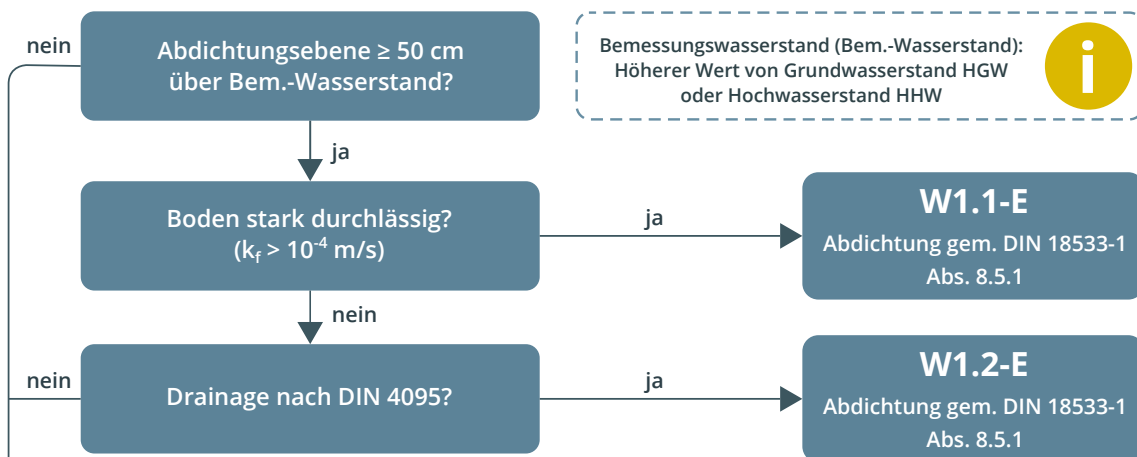 nein
Abdichtungsebene ≥ 50 cm
über Bem.-Wasserstand?
Bemessungswasserstand (Bem.-Wasserstand):
Höherer Wert von Grundwasserstand HGW
oder Hochwasserstand HHW
i
ja
Boden stark durchlässig?
(kf > 10⁻⁴ m/s)
ja
W1.1-E
Abdichtung gem. DIN 18533-1
Abs. 8.5.1
nein
nein
Drainage nach DIN 4095?
ja
W1.2-E
Abdichtung gem. DIN 18533-1
Abs. 8.5.1